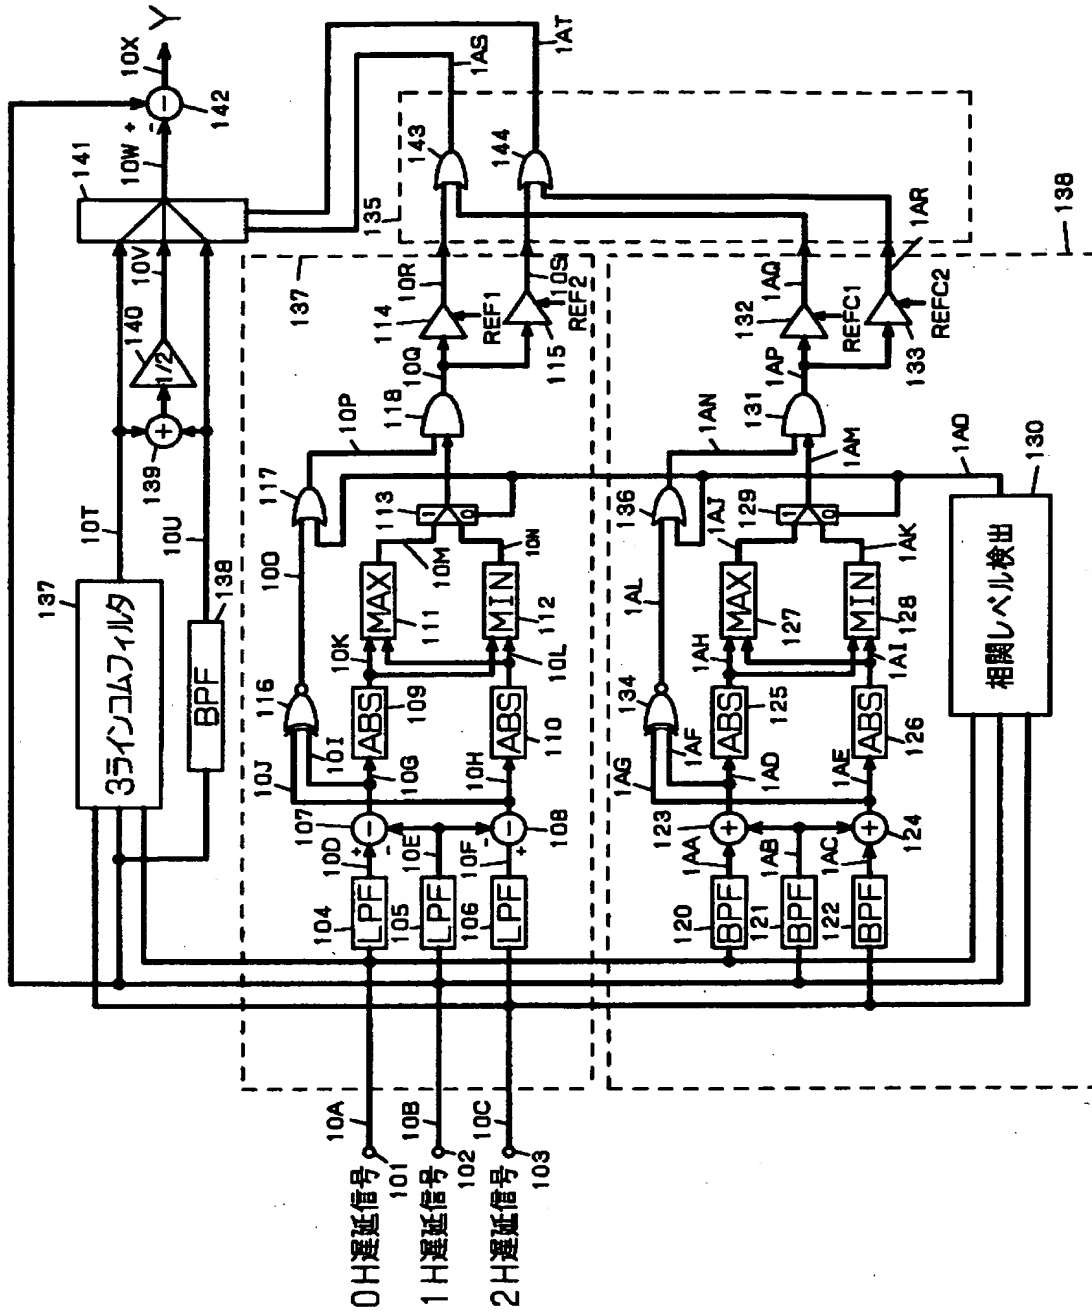 0H遅延信号
101
10A
1H遅延信号
102
10B
2H遅延信号
103
10C
137
3ラインコムフィルタ
10T
139
+
140
1/2
10V
141
10W
+
-
-
142
10X
Y
10U
138
BPF
137
104
LPF
10D
105
LPF
10E
106
LPF
10F
107
-
+
-
108
-
-
+
10J
10I
116
10G
10H
ABS
109
ABS
110
10K
10L
MAX
111
MIN
112
10O
117
10P
10M
10N
113
1
0
118
10Q
114
REF1
10R
115
REF2
10S
135
143
144
1AS
1AT
138
120
BPF
1AA
121
BPF
1AB
122
BPF
1AC
123
+
124
+
1AG
1AF
134
1AD
1AE
ABS
125
ABS
126
1AH
1AI
MAX
127
MIN
128
1AL
136
1AN
1AJ
1AK
129
1
0
1AM
131
1AP
132
REFC1
1AQ
133
REFC2
1AR
1AO
130
相関レベル検出